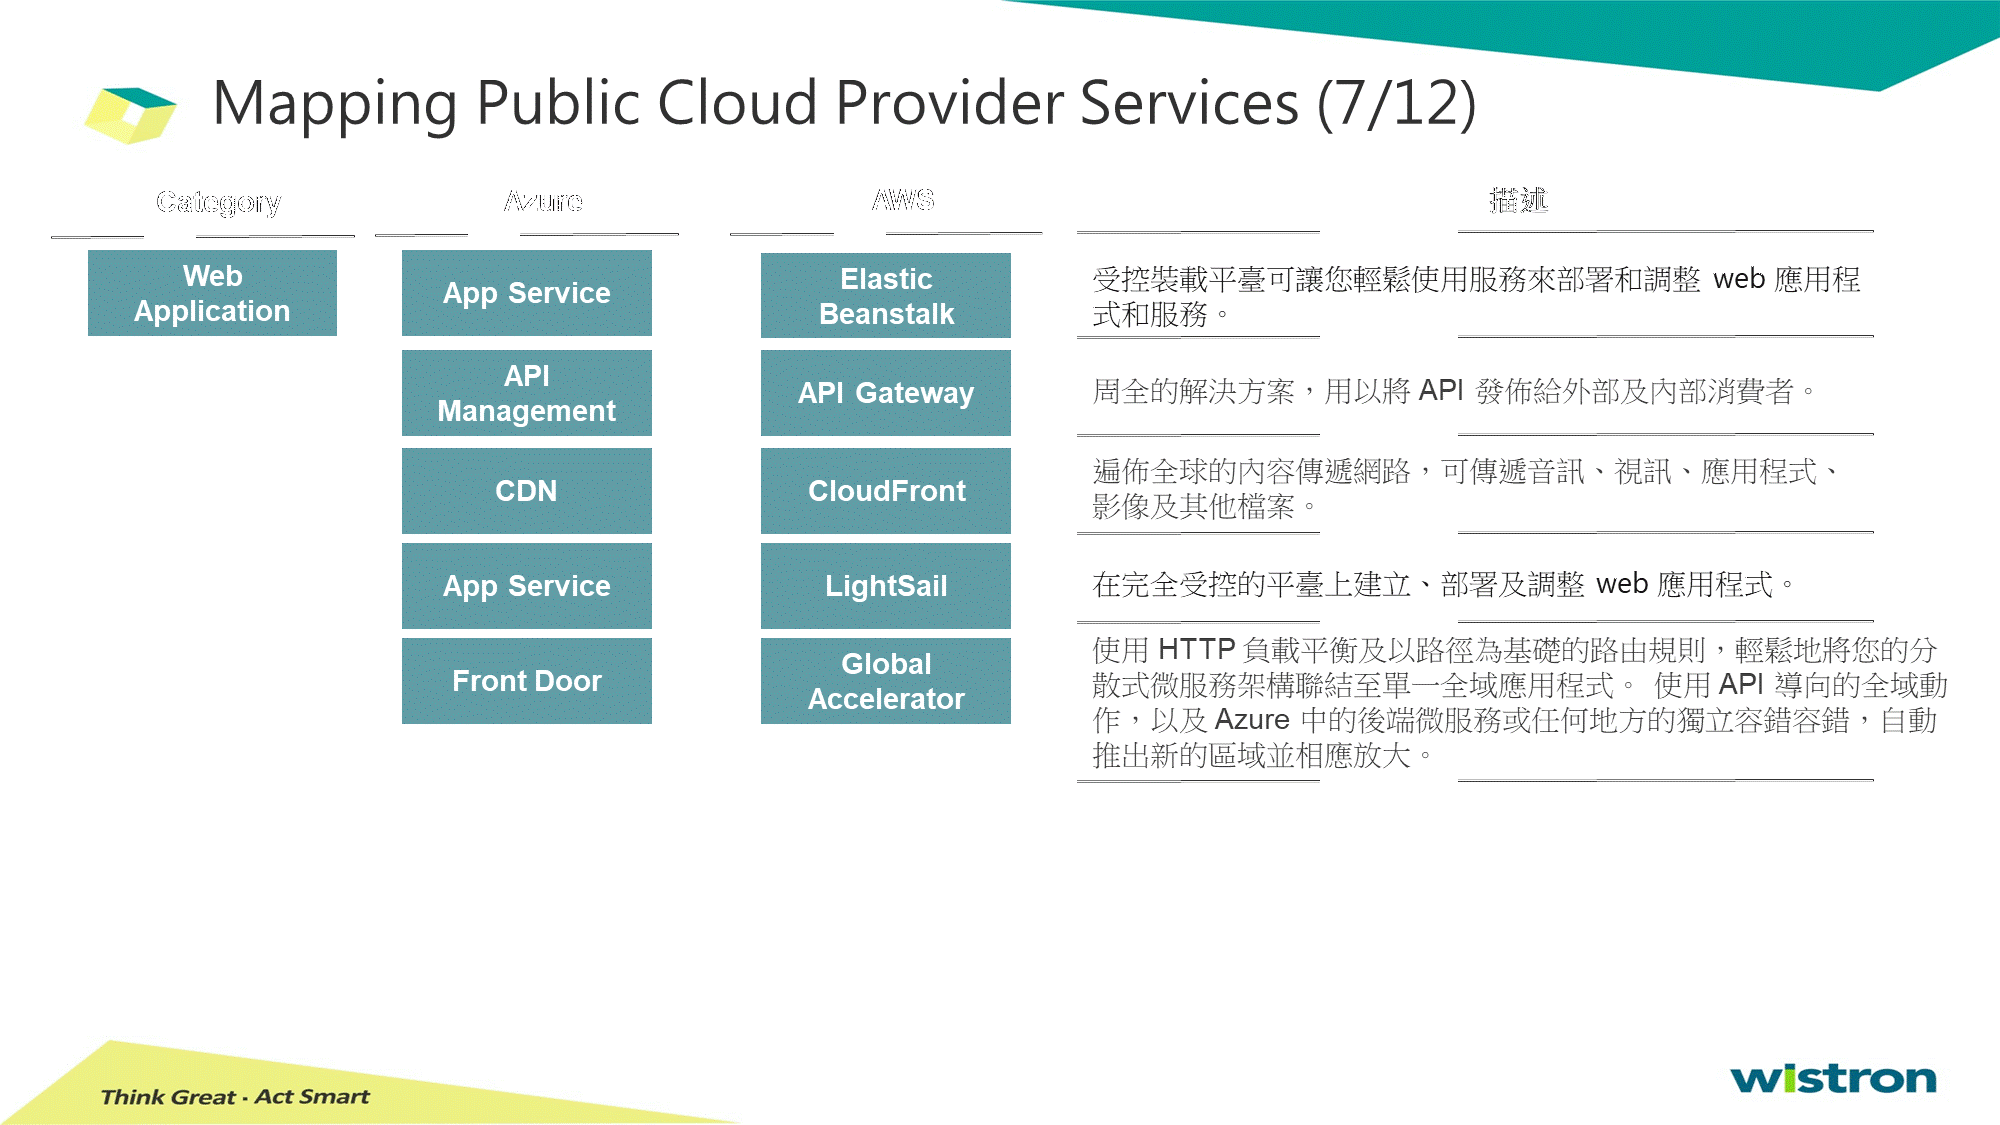 Mapping Public Cloud Provider Services (7/12)
Category
Azure
AWS
描述
Web
Application
App Service
Elastic
Beanstalk
受控裝載平臺可讓您輕鬆使用服務來部署和調整 web 應用程
式和服務。
API
Management
API Gateway
周全的解決方案，用以將 API 發佈給外部及內部消費者。
CDN
CloudFront
遍佈全球的內容傳遞網路，可傳遞音訊、視訊、應用程式、
影像及其他檔案。
App Service
LightSail
在完全受控的平臺上建立、部署及調整 web 應用程式。
Front Door
Global
Accelerator
使用 HTTP 負載平衡及以路徑為基礎的路由規則，輕鬆地將您的分
散式微服務架構聯結至單一全域應用程式。 使用 API 導向的全域動
作，以及 Azure 中的後端微服務或任何地方的獨立容錯容錯，自動
推出新的區域並相應放大。
Think Great · Act Smart
wistron